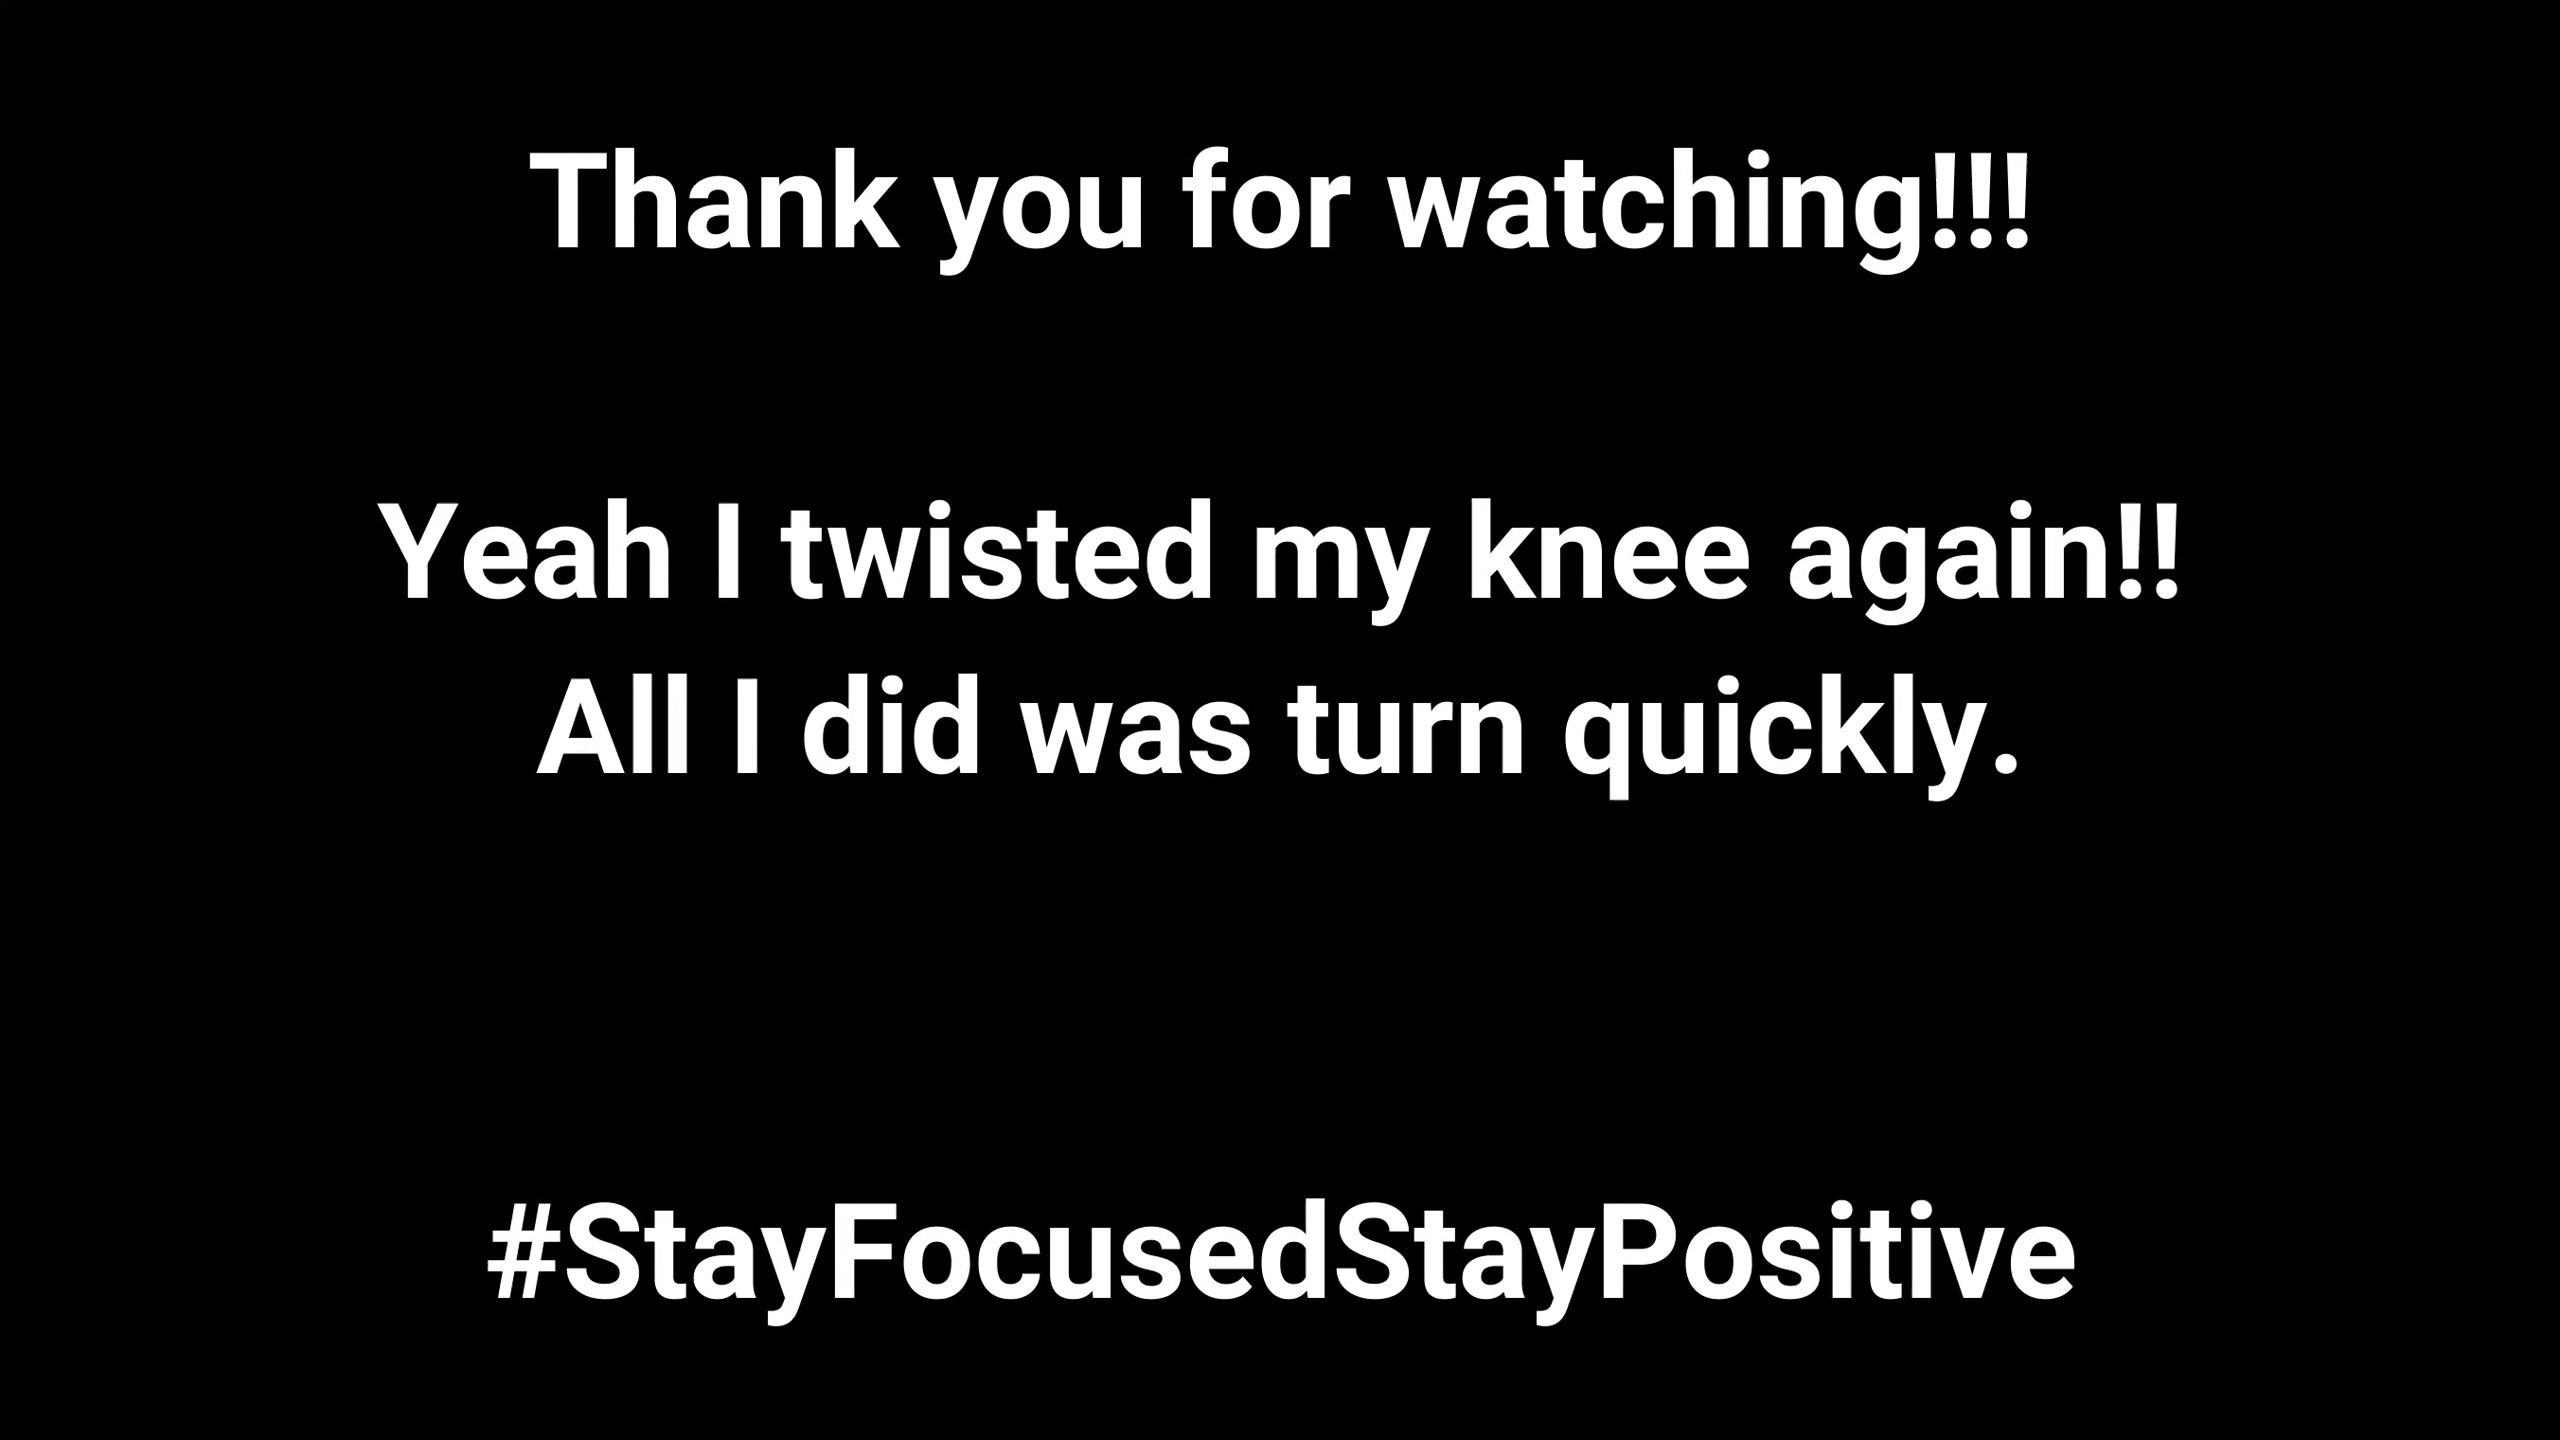 Thank you for watching!!!
Yeah I twisted my knee again!!
All I did was turn quickly.
#StayFocusedStayPositive